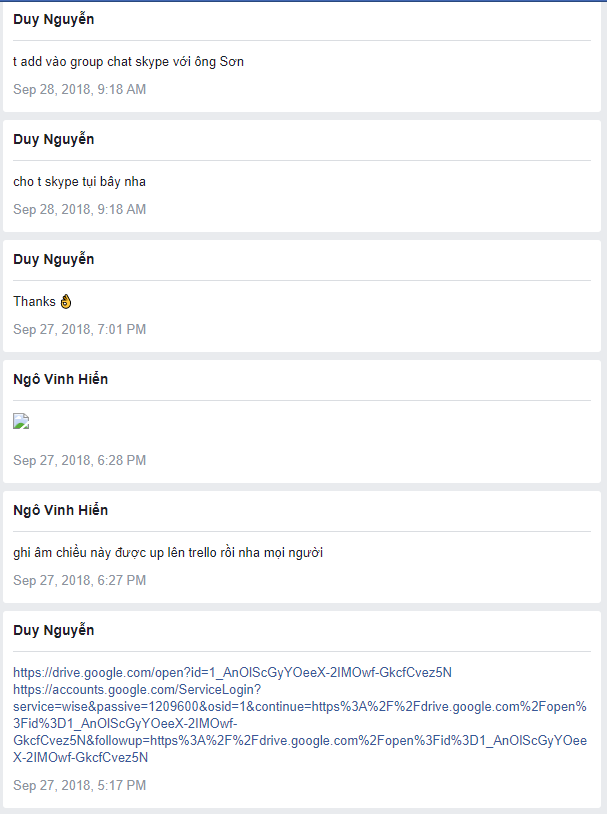 Duy Nguyễn
t add vào group chat skype với ông Sơn
Sep 28, 2018, 9:18 AM
Duy Nguyễn
cho t skype tụi bây nha
Sep 28, 2018, 9:18 AM
Duy Nguyễn
Thanks 👌
Sep 27, 2018, 7:01 PM
Ngô Vinh Hiển
Sep 27, 2018, 6:28 PM
Ngô Vinh Hiển
ghi âm chiều này được up lên trello rồi nha mọi người
Sep 27, 2018, 6:27 PM
Duy Nguyễn
https://drive.google.com/open?id=1_AnOlScGyYOeeX-2IMOwf-GkcfCvez5N
https://accounts.google.com/ServiceLogin?
service=wise&passive=1209600&osid=1&continue=https%3A%2F%2Fdrive.google.com%2Fopen%
3Fid%3D1_AnOlScGyYOeeX-2IMOwf-
GkcfCvez5N&followup=https%3A%2F%2Fdrive.google.com%2Fopen%3Fid%3D1_AnOlScGyYOee
X-2IMOwf-GkcfCvez5N
Sep 27, 2018, 5:17 PM